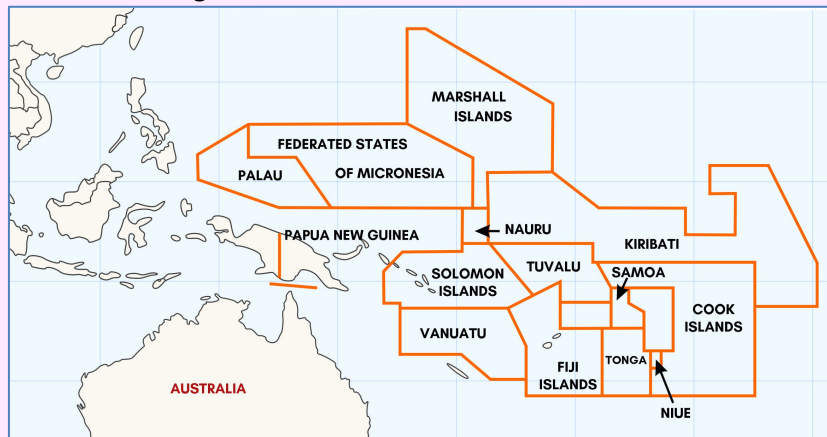 MARSHALL
ISLANDS
FEDERATED STATES
OF MICRONESIA
PALAU
PAPUA NEW GUINEA
NAURU
KIRIBATI
SOLOMON
ISLANDS
TUVALU
SAMOA
COOK
ISLANDS
VANUATU
FIJI
ISLANDS
TONGA
NIUE
AUSTRALIA